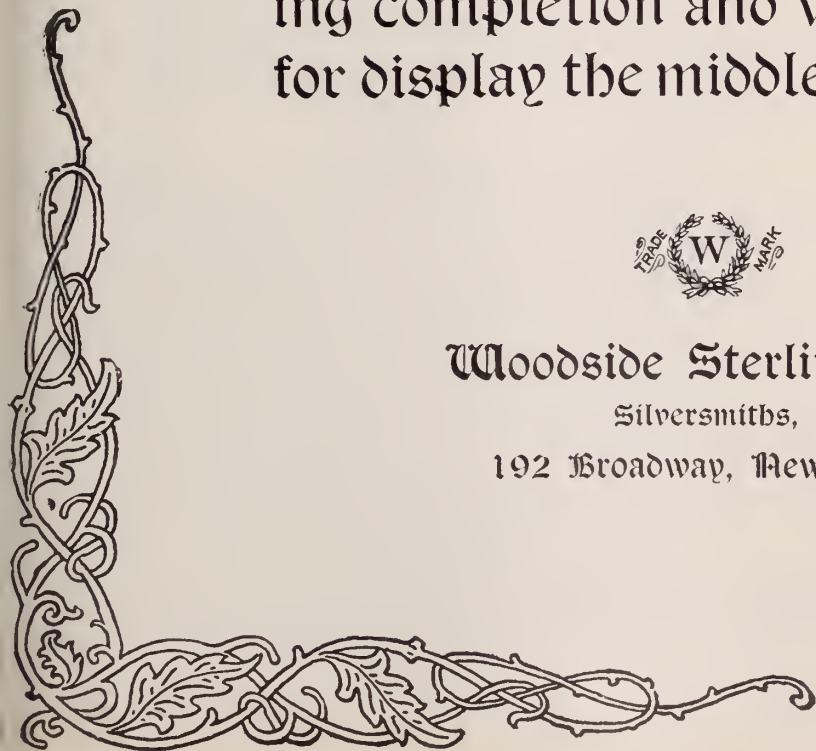 ing completion and
for display the middle
TRADE W MARK
Woodside Sterli
Silversmiths,
192 Broadway, New